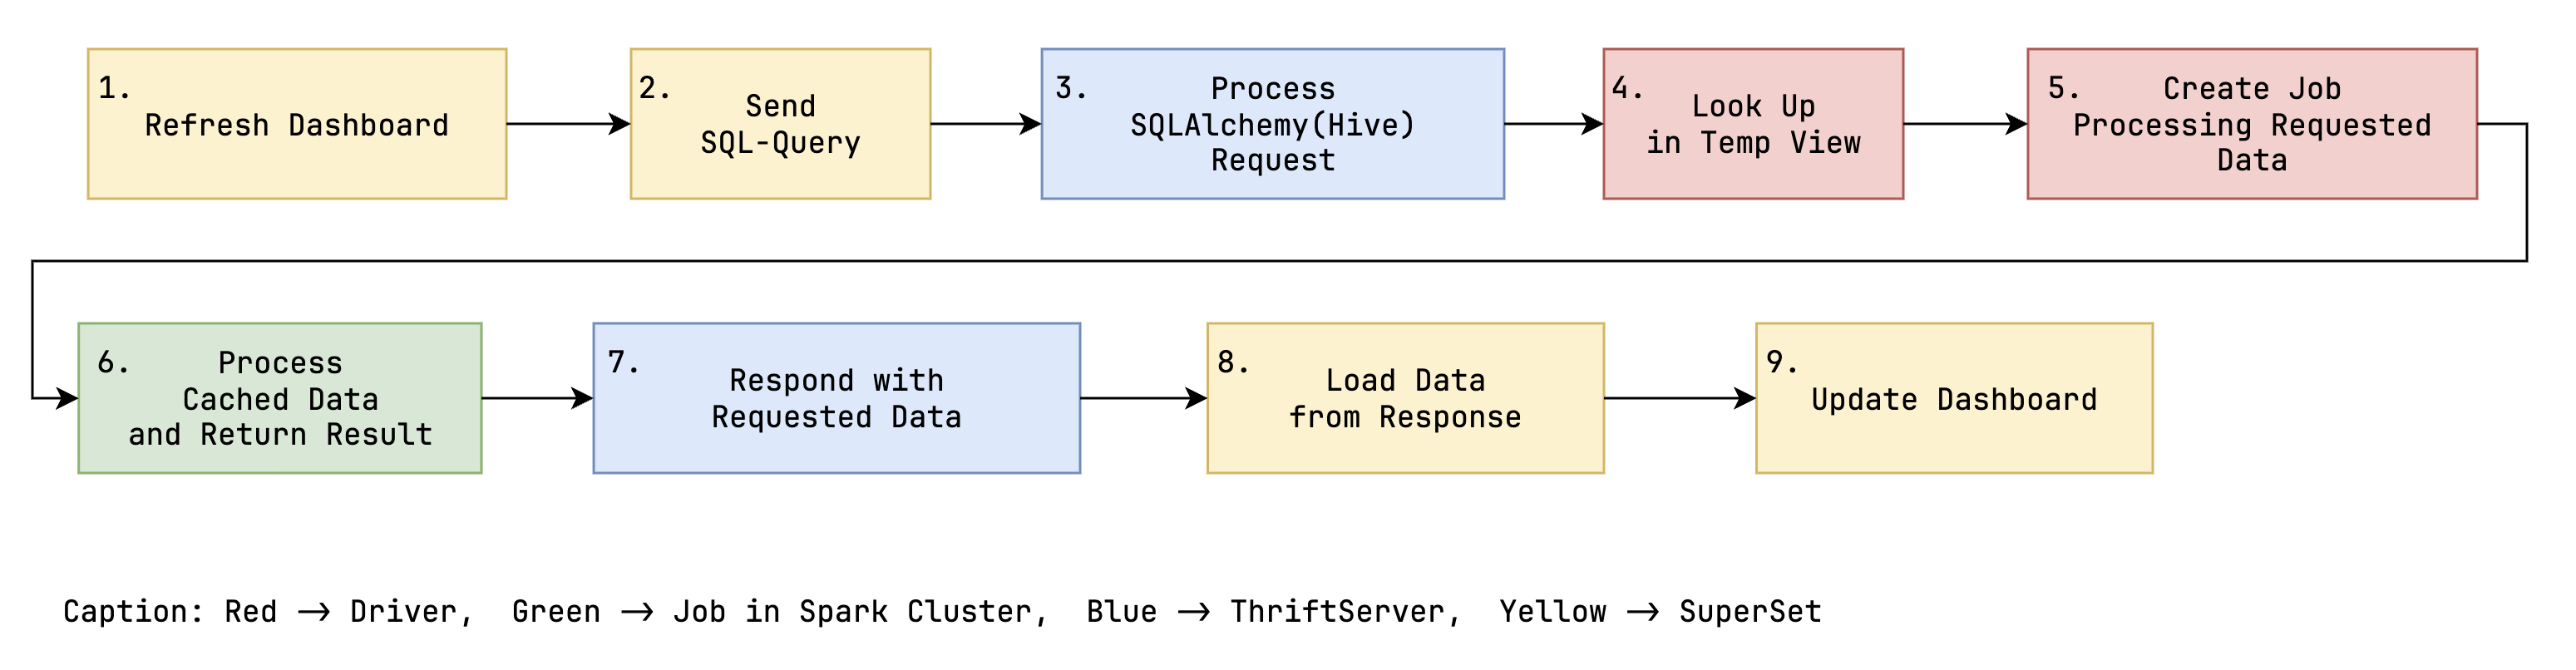 1.
Refresh Dashboard
2.
Send
SQL-Query
3.
Process
SQLAlchemy(Hive)
Request
4.
Look Up
in Temp View
5.
Create Job
Processing Requested
Data
6.
Process
Cached Data
and Return Result
7.
Respond with
Requested Data
8.
Load Data
from Response
9.
Update Dashboard
Caption: Red → Driver, Green → Job in Spark Cluster, Blue → ThriftServer, Yellow → SuperSet